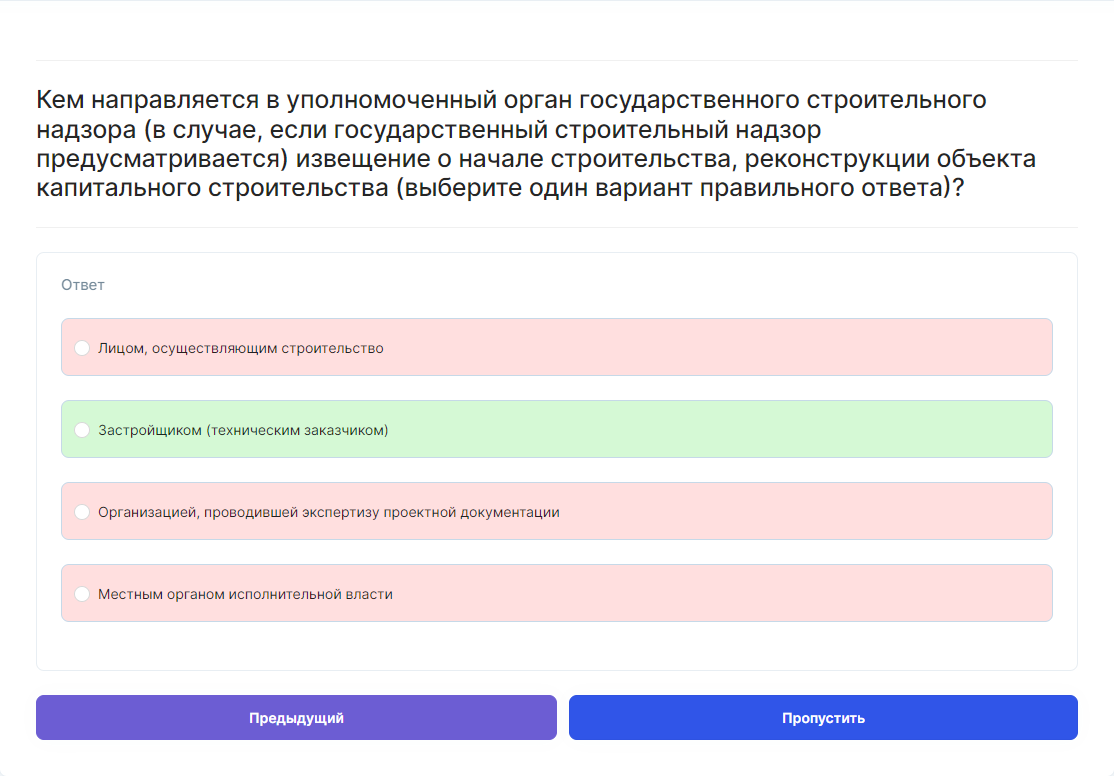 Кем направляется в уполномоченный орган государственного строительного
надзора (в случае, если государственный строительный надзор
предусматривается) извещение о начале строительства, реконструкции объекта
капитального строительства (выберите один вариант правильного ответа)?
Ответ
Лицом, осуществляющим строительство
Застройщиком (техническим заказчиком)
Организацией, проводившей экспертизу проектной документации
Местным органом исполнительной власти
Предыдущий
Пропустить